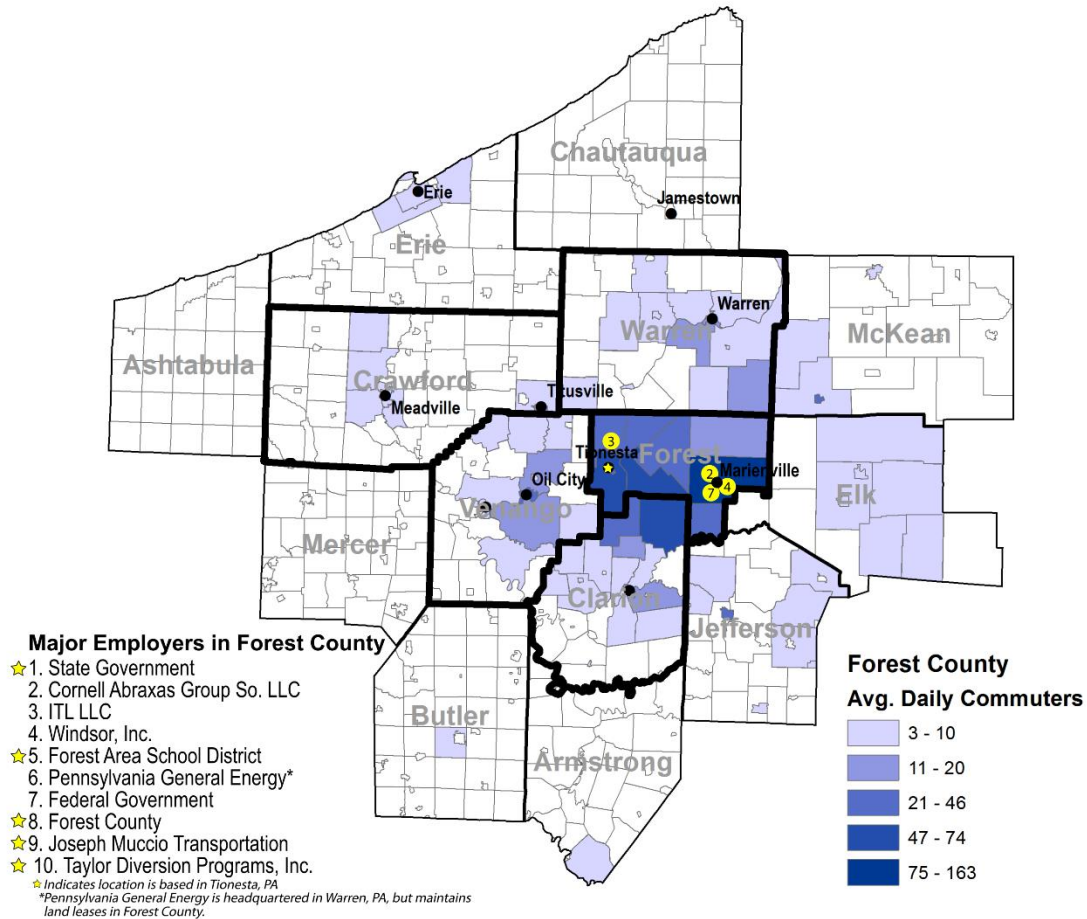 Chautauqua
Jamestown
Erie
Erie
Warren
Warren
McKean
Ashtabula
Crawford
Meadville
Titusville
3
Forest
Tionesta
2
Marienville
4
7
Oil City
Venango
Elk
Mercer
Clarion
Jefferson
Butler
Armstrong
Major Employers in Forest County
1. State Government
2. Cornell Abraxas Group So. LLC
3. ITL LLC
4. Windsor, Inc.
5. Forest Area School District
6. Pennsylvania General Energy*
7. Federal Government
8. Forest County
9. Joseph Muccio Transportation
10. Taylor Diversion Programs, Inc.
Indicates location is based in Tionesta, PA
*Pennsylvania General Energy is headquartered in Warren, PA, but maintains
land leases in Forest County.
Forest County
Avg. Daily Commuters
3 - 10
11 - 20
21 - 46
47 - 74
75 - 163